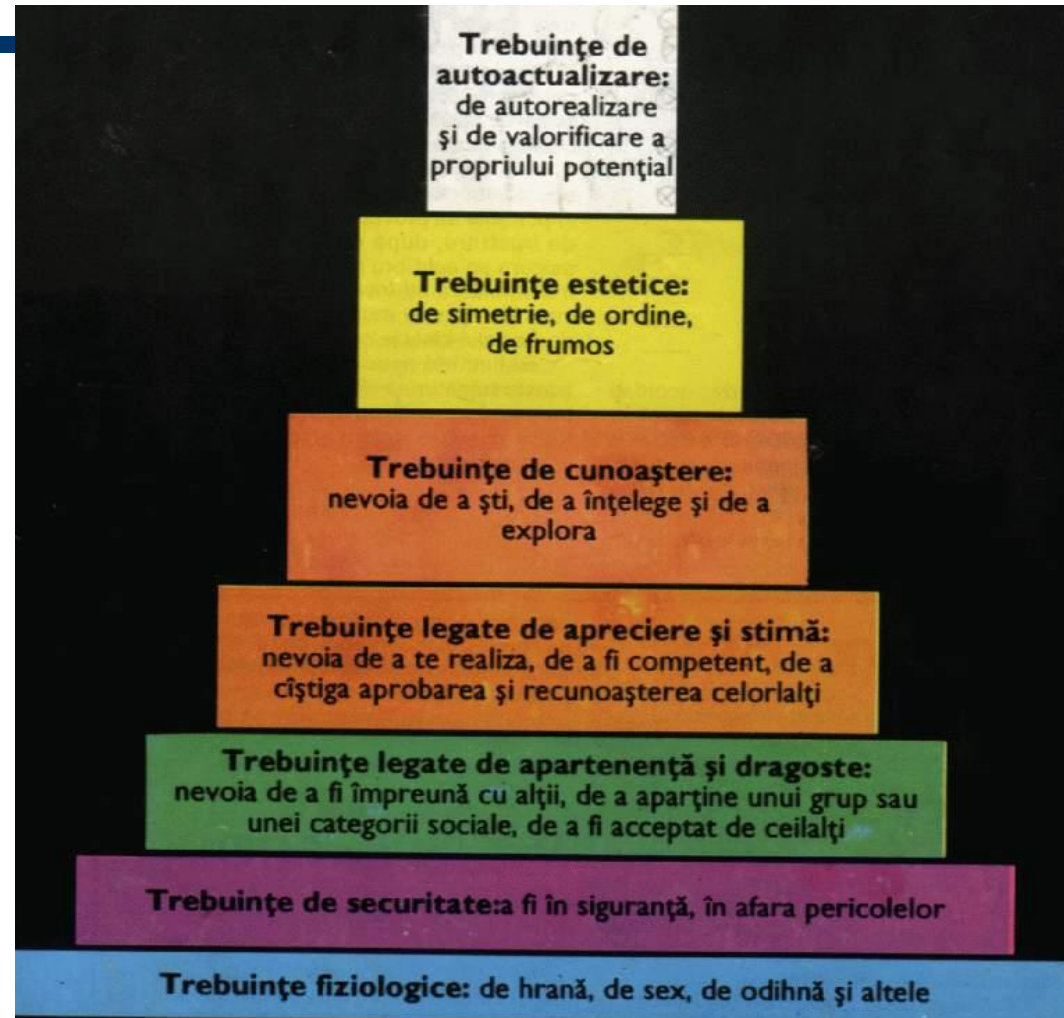 Trebuinţe de
autoactualizare:
de autorealizare
şi de valorificare a
propriului potenţial
Trebuinţe estetice:
de simetrie, de ordine,
de frumos
Trebuinţe de cunoaştere:
nevoia de a şti, de a înţelege şi de a
explora
Trebuinţe legate de apreciere şi stimă:
nevoia de a te realiza, de a fi competent, de a
cîştiga aprobarea şi recunoaşterea celorlalţi
Trebuinţe legate de apartenenţă şi dragoste:
nevoia de a fi împreună cu alţii, de a aparţine unui grup sau
unei categorii sociale, de a fi acceptat de ceilalţi
Trebuinţe de securitate:a fi în siguranţă, în afara pericolelor
Trebuinţe fiziologice: de hrană, de sex, de odihnă şi altele